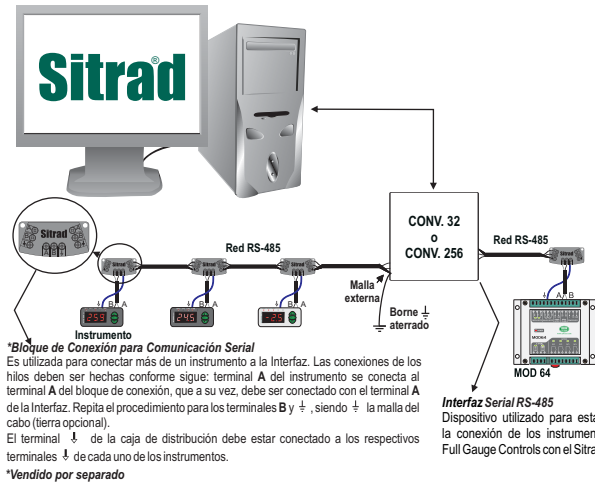 Sitrad®
CONV. 32
o
CONV. 256
Red RS-485
Red RS-485
Sitrad
Sitrad
Sitrad
Sitrad
Sitrad
A B
B A
B A
B A
A B
Malla
externa
Borne ⏚
aterrado
Instrumento
MOD 64
*Bloque de Conexión para Comunicación Serial
Es utilizada para conectar más de un instrumento a la Interfaz. Las conexiones de los
hilos deben ser hechas conforme sigue: terminal A del instrumento se conecta al
terminal A del bloque de conexión, que a su vez, debe ser conectado con el terminal A
de la Interfaz. Repita el procedimiento para los terminales B y ⏚ , siendo ⏚ la malla del
cabo (tierra opcional).
El terminal ⏚ de la caja de distribución debe estar conectado a los respectivos
terminales ⏚ de cada uno de los instrumentos.
*Vendido por separado
Interfaz Serial RS-485
Dispositivo utilizado para esta
la conexión de los instrumen
Full Gauge Controls con el Sitra